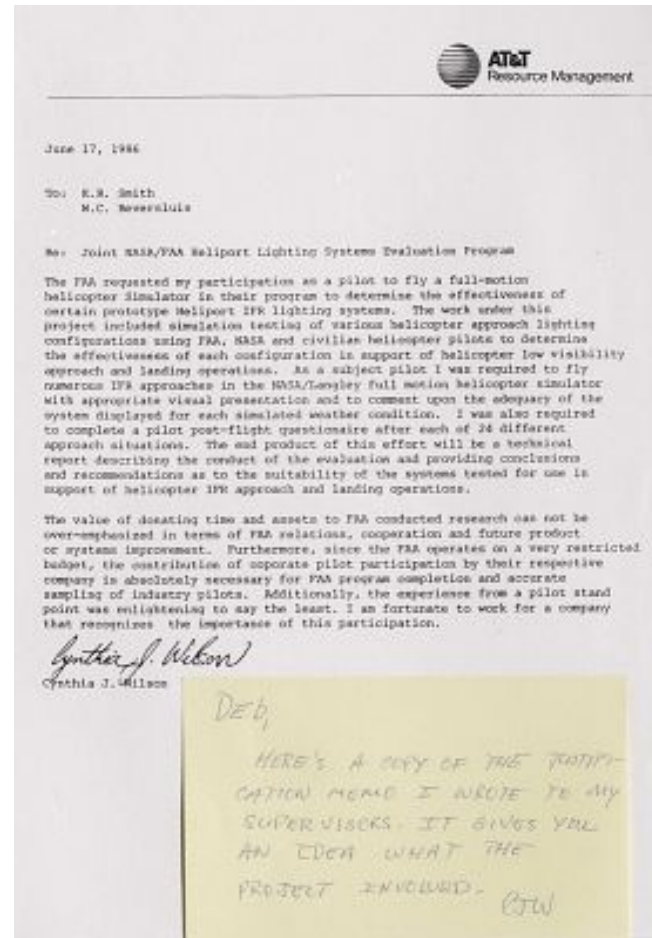 AT&T
Resource Management
June 17, 1986
To: K.R. Smith
W.C. Beversluis
Re: Joint NASA/FAA Heliport Lighting Systems Evaluation Program
The FAA requested my participation as a pilot to fly a full-motion
helicopter Simulator in their program to determine the effectiveness of
certain prototype Heliport IFR lighting systems. The work under this
project included simulation testing of various helicopter approach lighting
configurations using FAA, NASA and civilian helicopter pilots to determine
the effectiveness of each configuration in support of helicopter low visibility
approach and landing operations. As a subject pilot I was required to fly
numerous IFR approaches in the NASA/Langley full motion helicopter simulator
with appropriate visual presentation and to comment upon the adequacy of the
system displayed for each simulated weather condition. I was also required
to complete a pilot post-flight questionaire after each of 24 different
approach situations. The end product of this effort will be a technical
report describing the conduct of the evaluation and providing conclusions
and recommendations as to the suitability of the systems tested for use in
support of helicopter IFR approach and landing operations.
The value of donating time and assets to FAA conducted research can not be
over-emphasized in terms of FAA relations, cooperation and future product
or systems improvement. Furthermore, since the FAA operates on a very restricted
budget, the contribution of coporate pilot participation by their respective
company is absolutely necessary for FAA program completion and accurate
sampling of industry pilots. Additionally, the experience from a pilot stand
point was enlightening to say the least. I am fortunate to work for a company
that recognizes the importance of this participation.
Cynthia J. Wilson
Cynthia J. Wilson
DEb,
HERE'S A COPY OF THE
CATION MEMO I WROTE TO MY
SUPERVISORS. IT GIVES YOU
AN IDEA WHAT THE
PROJECT INVOLVED.
CJW